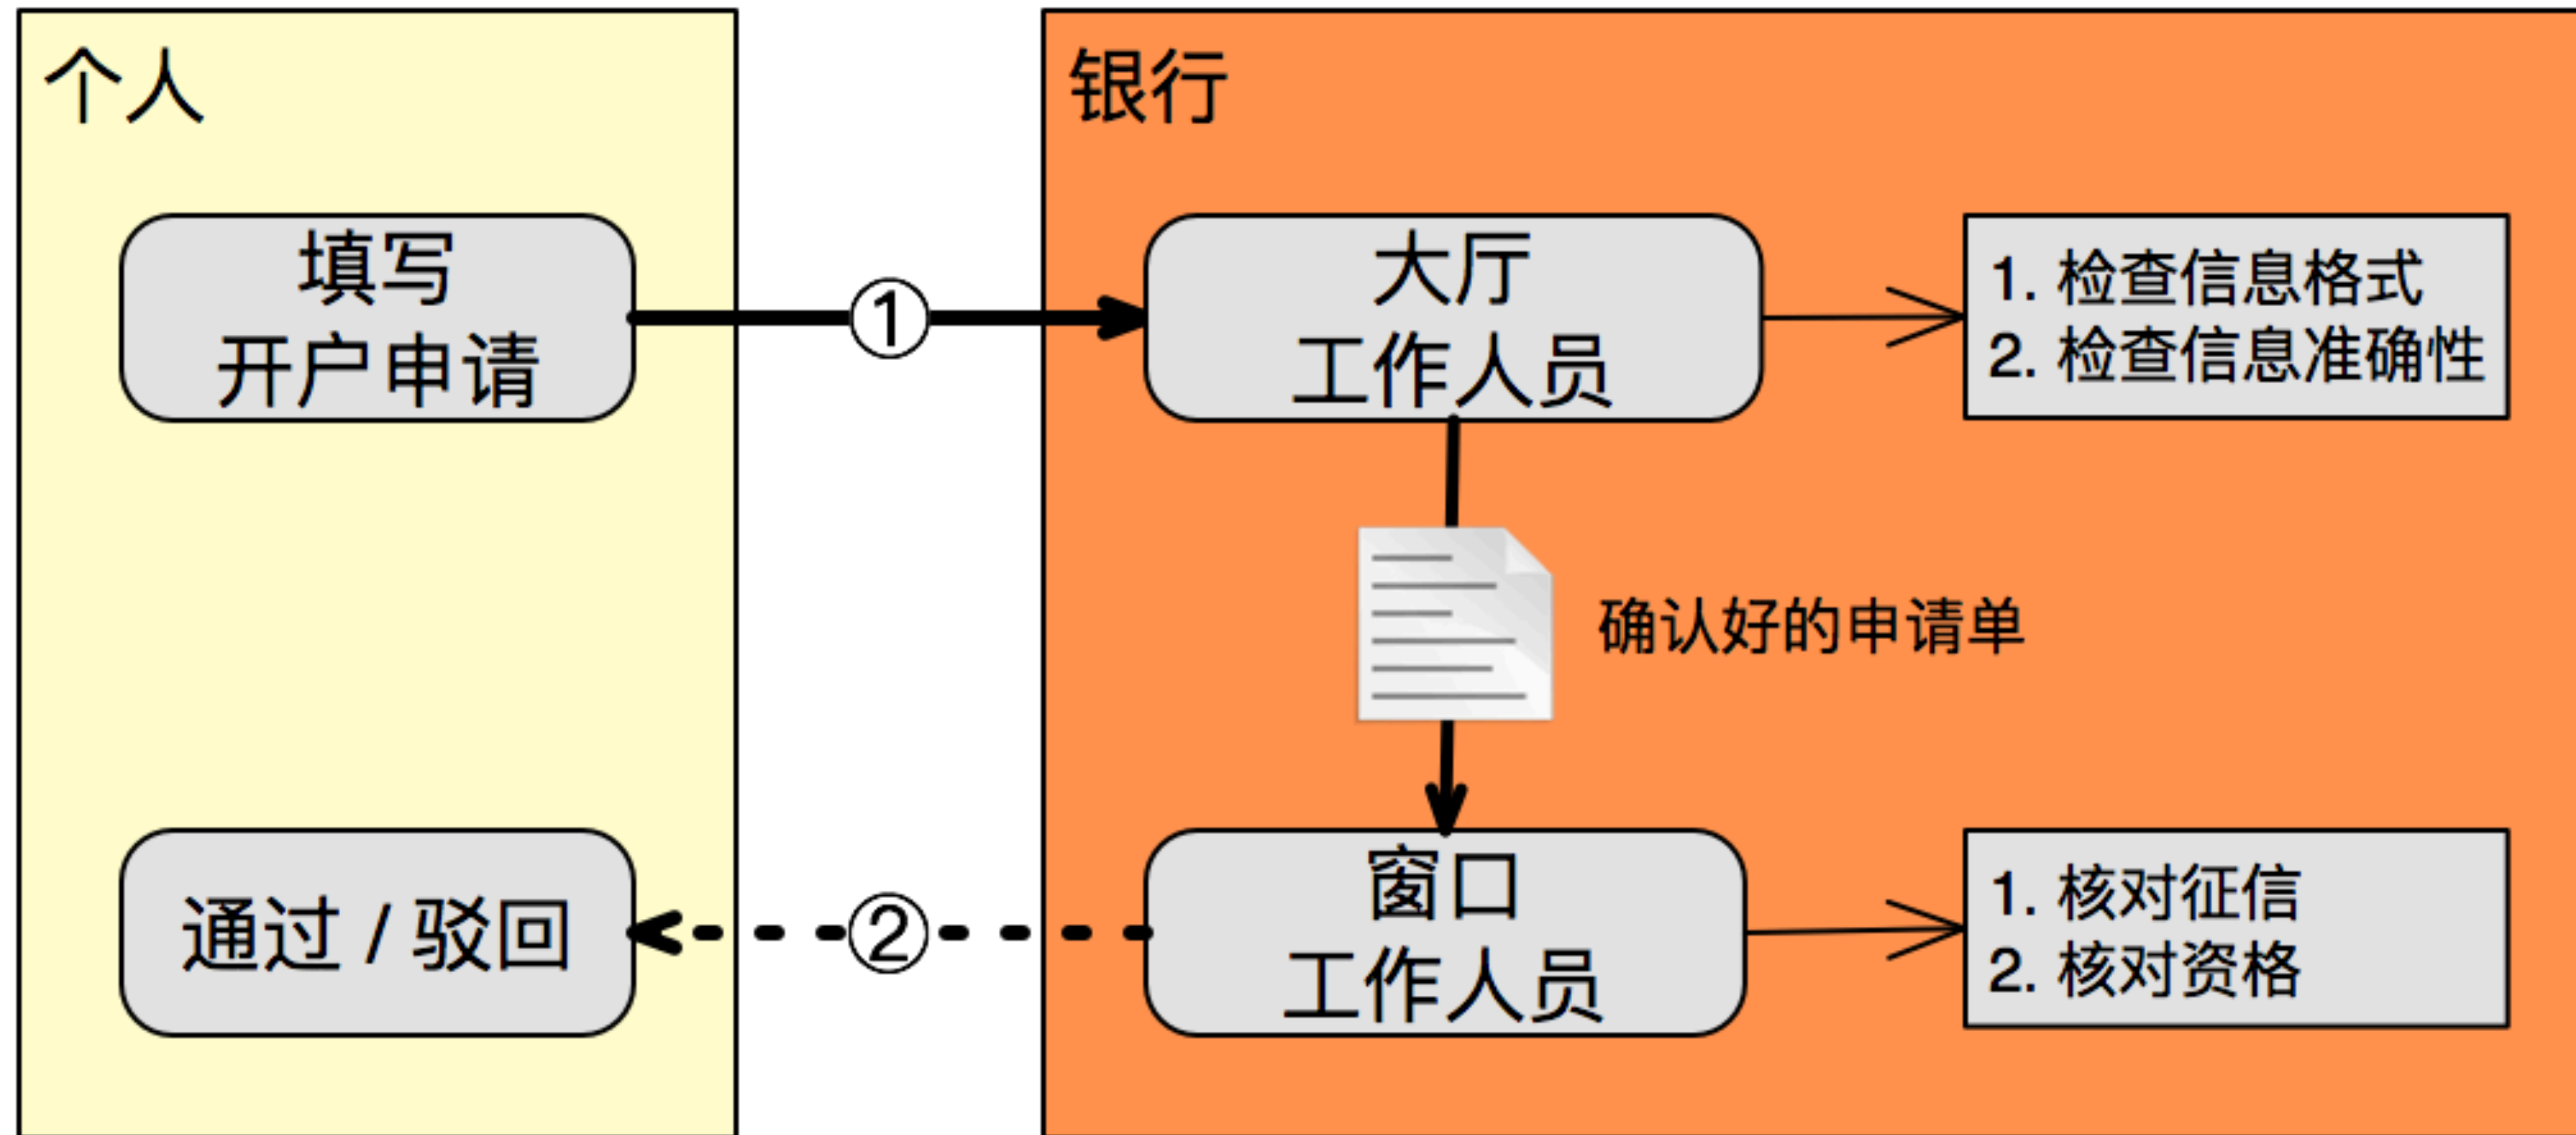 个人
银行
填写
开户申请
①
大厅
工作人员
1. 检查信息格式
2. 检查信息准确性
确认好的申请单
通过 / 驳回
②
窗口
工作人员
1. 核对征信
2. 核对资格